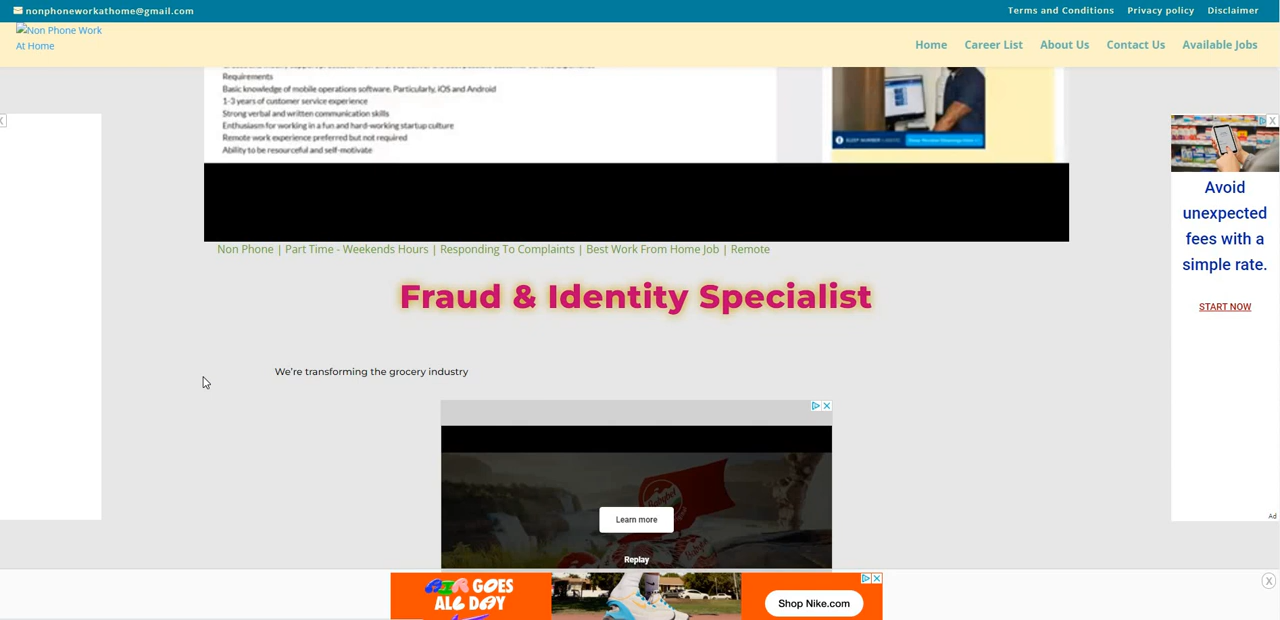 nonphoneworkathome@gmail.com
Terms and Conditions Privacy policy Disclaimer
Non Phone Work
At Home
Home Career List About Us Contact Us Available Jobs
Requirements
Basic knowledge of mobile operations software. Particularly, iOS and Android
1-3 years of customer service experience
Strong verbal and written communication skills
Enthusiasm for working in a fun and hard-working startup culture
Remote work experience preferred but not required
Ability to be resourceful and self-motivate
X
Avoid
unexpected
fees with a
simple rate.
START NOW
Ad
Non Phone | Part Time - Weekends Hours | Responding To Complaints | Best Work From Home Job | Remote
Fraud & Identity Specialist
We're transforming the grocery industry
Babybel
Learn more
Replay
AIR GOES
ALL DAY
Shop Nike.com
X